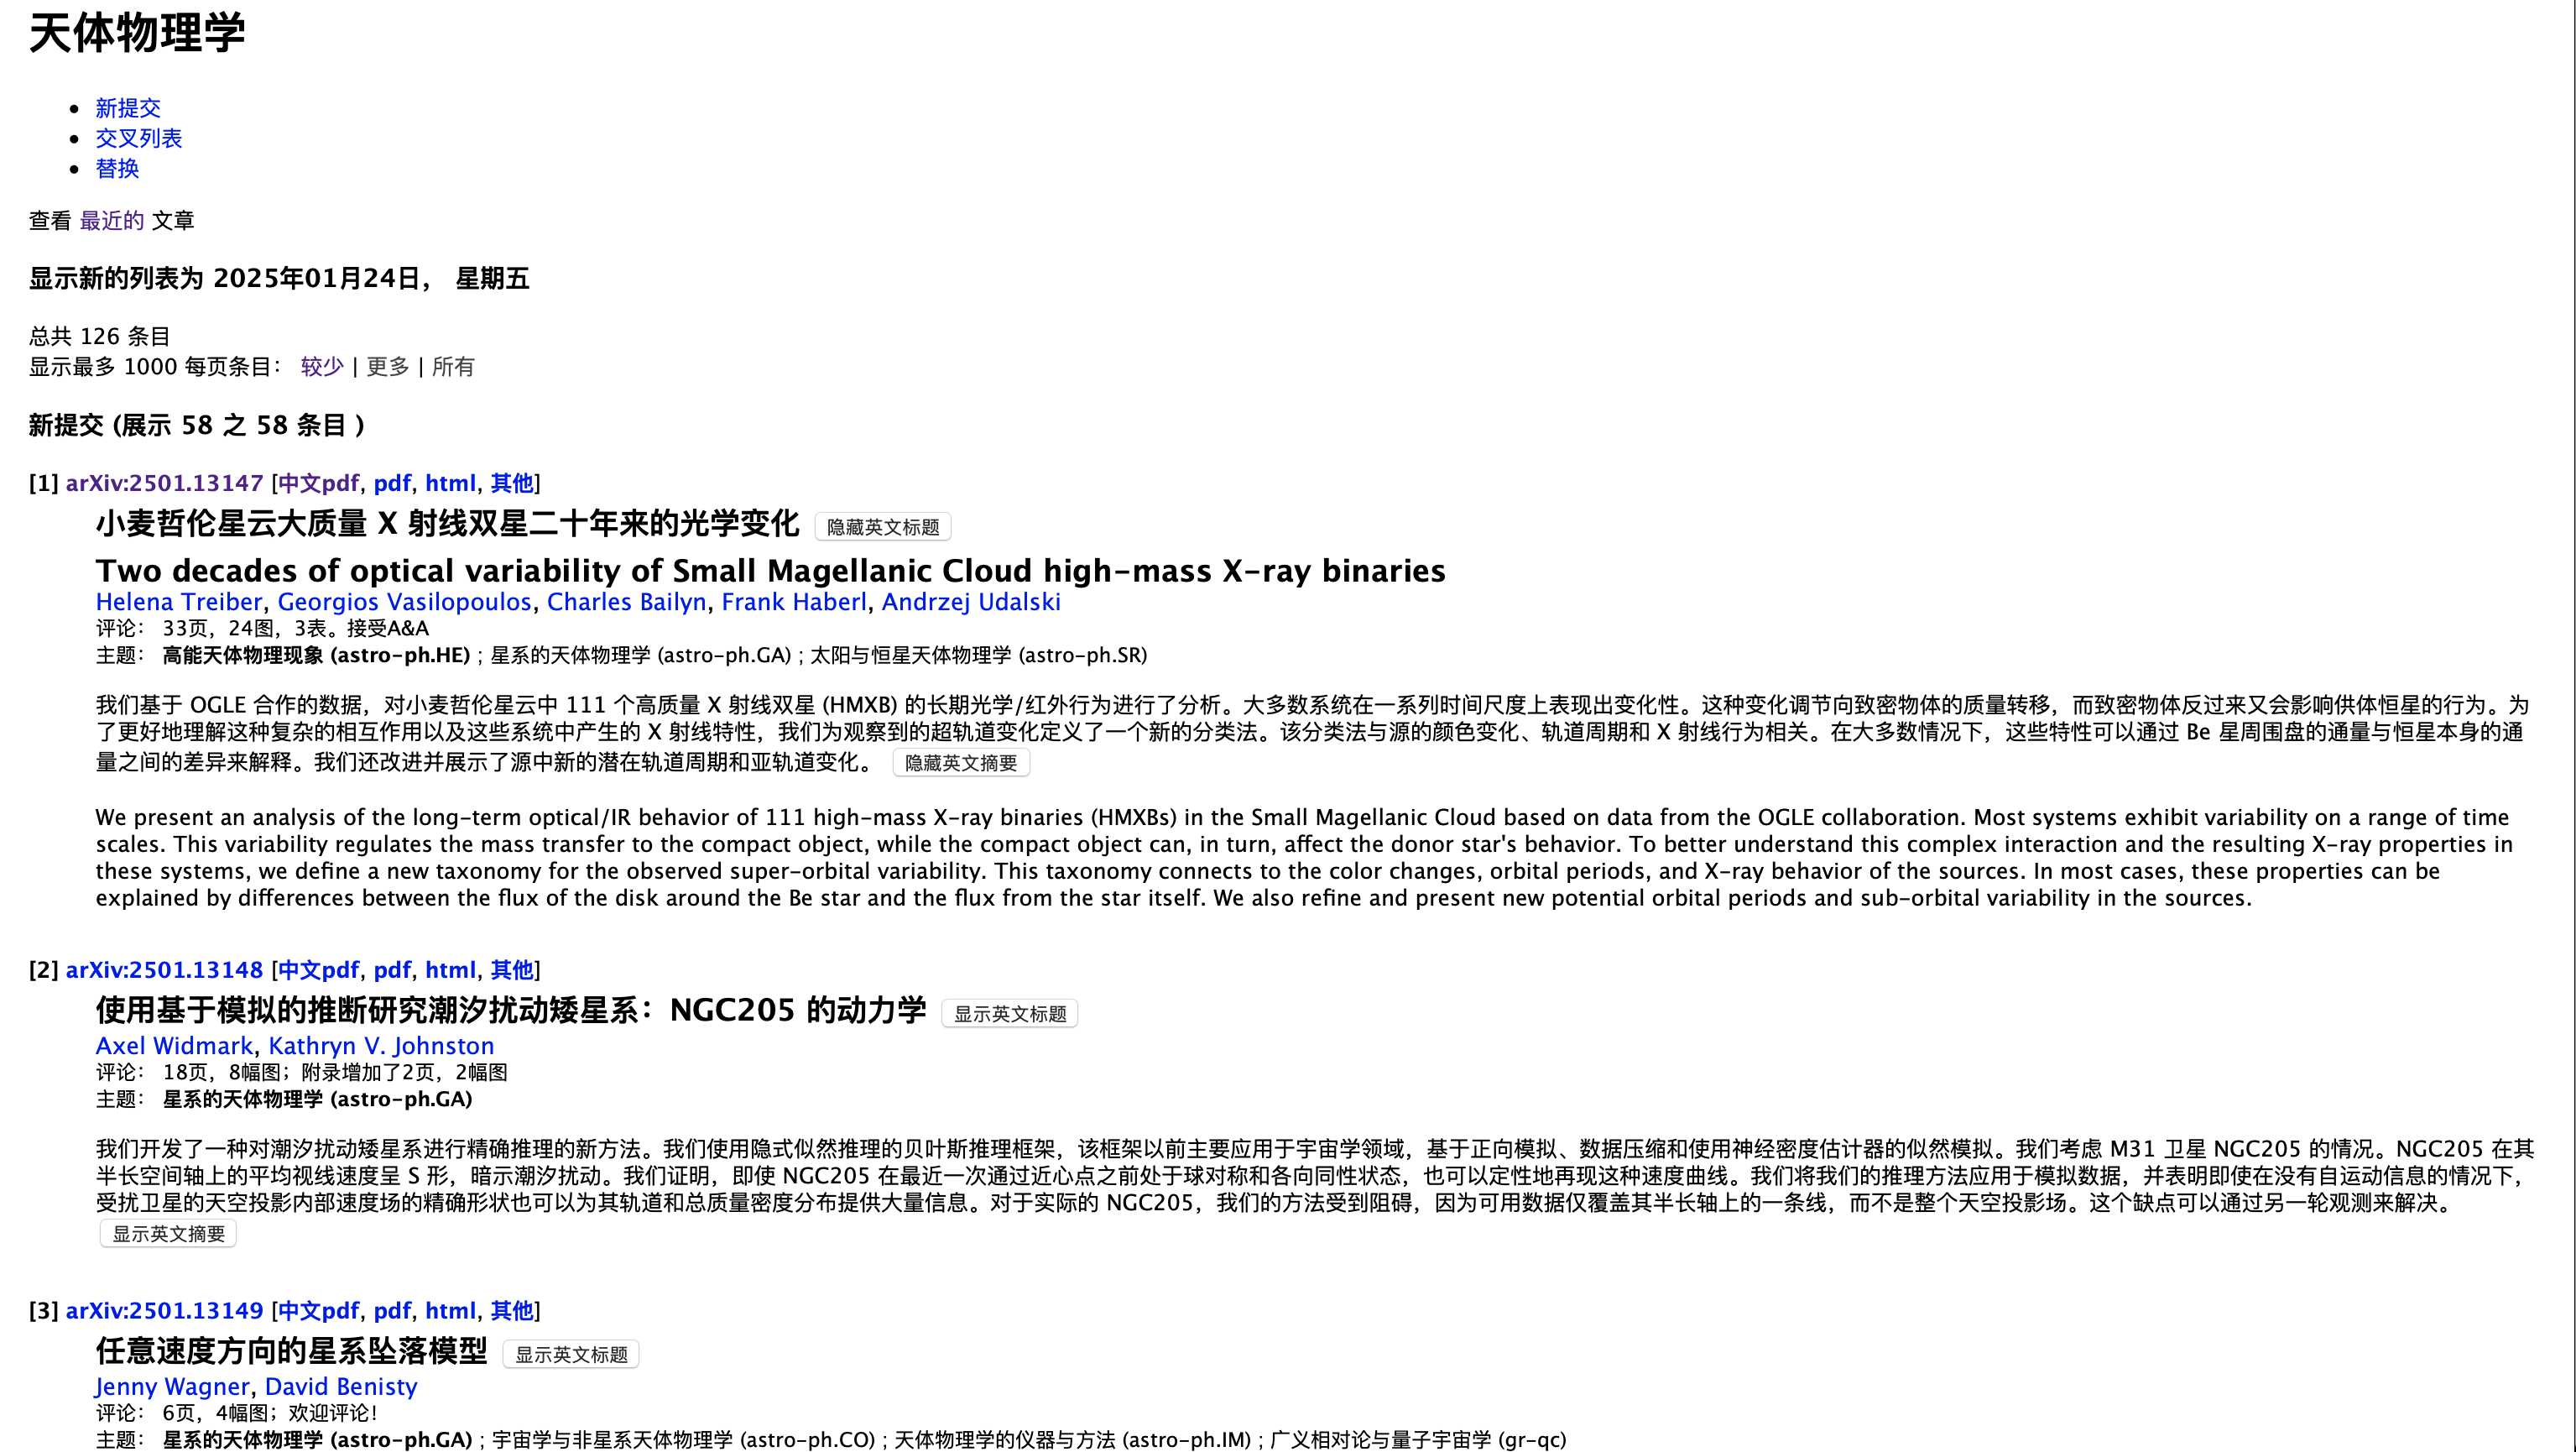 天体物理学
新提交
交叉列表
替换
查看 最近的 文章
显示新的列表为 2025年01月24日， 星期五
总共 126 条目
显示最多 1000 每页条目： 较少 | 更多 | 所有
新提交 (展示 58 之 58 条目 )
[1] arXiv:2501.13147 [中文pdf, pdf, html, 其他]
小麦哲伦星云大质量 X 射线双星二十年来的光学变化 隐藏英文标题
Two decades of optical variability of Small Magellanic Cloud high-mass X-ray binaries
Helena Treiber, Georgios Vasilopoulos, Charles Bailyn, Frank Haberl, Andrzej Udalski
评论： 33页，24图，3表。接受A&A
主题： 高能天体物理现象 (astro-ph.HE) ; 星系的天体物理学 (astro-ph.GA) ; 太阳与恒星天体物理学 (astro-ph.SR)
我们基于 OGLE 合作的数据，对小麦哲伦星云中 111 个高质量 X 射线双星 (HMXB) 的长期光学/红外行为进行了分析。大多数系统在一系列时间尺度上表现出变化性。这种变化调节向致密物体的质量转移，而致密物体反过来又会影响供体恒星的行为。为
了更好地理解这种复杂的相互作用以及这些系统中产生的 X 射线特性，我们为观察到的超轨道变化定义了一个新的分类法。该分类法与源的颜色变化、轨道周期和 X 射线行为相关。在大多数情况下，这些特性可以通过 Be 星周围盘的通量与恒星本身的通
量之间的差异来解释。我们还改进并展示了源中新的潜在轨道周期和亚轨道变化。 隐藏英文摘要
We present an analysis of the long-term optical/IR behavior of 111 high-mass X-ray binaries (HMXBs) in the Small Magellanic Cloud based on data from the OGLE collaboration. Most systems exhibit variability on a range of time
scales. This variability regulates the mass transfer to the compact object, while the compact object can, in turn, affect the donor star's behavior. To better understand this complex interaction and the resulting X-ray properties in
these systems, we define a new taxonomy for the observed super-orbital variability. This taxonomy connects to the color changes, orbital periods, and X-ray behavior of the sources. In most cases, these properties can be
explained by differences between the flux of the disk around the Be star and the flux from the star itself. We also refine and present new potential orbital periods and sub-orbital variability in the sources.
[2] arXiv:2501.13148 [中文pdf, pdf, html, 其他]
使用基于模拟的推断研究潮汐扰动矮星系：NGC205 的动力学 显示英文标题
Axel Widmark, Kathryn V. Johnston
评论： 18页，8幅图；附录增加了2页，2幅图
主题： 星系的天体物理学 (astro-ph.GA)
我们开发了一种对潮汐扰动矮星系进行精确推理的新方法。我们使用隐式似然推理的贝叶斯推理框架，该框架以前主要应用于宇宙学领域，基于正向模拟、数据压缩和使用神经密度估计器的似然模拟。我们考虑 M31 卫星 NGC205 的情况。NGC205 在其
半长空间轴上的平均视线速度呈 S 形，暗示潮汐扰动。我们证明，即使 NGC205 在最近一次通过近心点之前处于球对称和各向同性状态，也可以定性地再现这种速度曲线。我们将我们的推理方法应用于模拟数据，并表明即使在没有自运动信息的情况下，
受扰卫星的天空投影内部速度场的精确形状也可以为其轨道和总质量密度分布提供大量信息。对于实际的 NGC205，我们的方法受到阻碍，因为可用数据仅覆盖其半长轴上的一条线，而不是整个天空投影场。这个缺点可以通过另一轮观测来解决。
显示英文摘要
[3] arXiv:2501.13149 [中文pdf, pdf, html, 其他]
任意速度方向的星系坠落模型 显示英文标题
Jenny Wagner, David Benisty
评论： 6页，4幅图；欢迎评论！
主题： 星系的天体物理学 (astro-ph.GA) ; 宇宙学与非星系天体物理学 (astro-ph.CO) ; 天体物理学的仪器与方法 (astro-ph.IM) ; 广义相对论与量子宇宙学 (gr-qc)